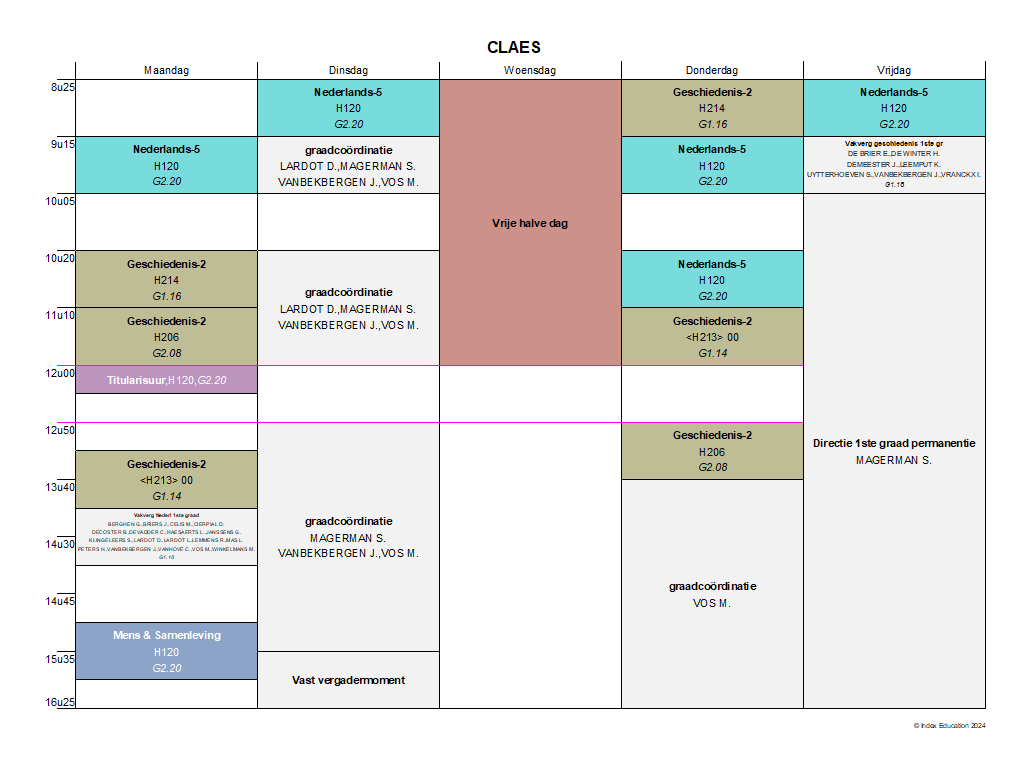 CLAES
Maandag
Dinsdag
Woensdag
Donderdag
Vrijdag
8u25
9u15
10u05
10u20
11u10
12u00
12u50
13u40
14u30
14u45
15u35
16u25
Nederlands-5
H120
G2.20
Geschiedenis-2
H214
G1.16
Geschiedenis-2
H206
G2.08
Titularisuur,H120,G2.20
Geschiedenis-2
<H213> 00
G1.14
Vakverg Nederl 1ste graad
BERGHEN G.,BRIERS J.,CELIS M.,CIERPIAL D.
DECOSTER B.,DEVADDER C.,HAESAERTS L.,JANSSENS G.
KLINGELEERS S.,LARDOT D.,LARDOT L.,LEMMENS R.,MAS L.
PETERS H.,VANBEKBERGEN J.,VANHOVE C.,VOS M.,WINKELMANS M.
Mens & Samenleving
H120
G2.20
Nederlands-5
H120
G2.20
graadcoördinatie
LARDOT D.,MAGERMAN S.
VANBEKBERGEN J.,VOS M.
graadcoördinatie
LARDOT D.,MAGERMAN S.
VANBEKBERGEN J.,VOS M.
graadcoördinatie
MAGERMAN S.
VANBEKBERGEN J.,VOS M.
Vast vergadermoment
Vrije halve dag
Geschiedenis-2
H214
G1.16
Nederlands-5
H120
G2.20
Nederlands-5
H120
G2.20
Geschiedenis-2
<H213> 00
G1.14
Geschiedenis-2
H206
G2.08
graadcoördinatie
VOS M.
Nederlands-5
H120
G2.20
Vakverg geschiedenis 1ste gr
DE BRIER E.,DE WINTER H.
DEMEESTER J.,LEEMPUT K.
UYTTERHOEVEN S.,VANBEKBERGEN J.,VRANCKX I.
Directie 1ste graad permanentie
MAGERMAN S.
© Index Education 2024